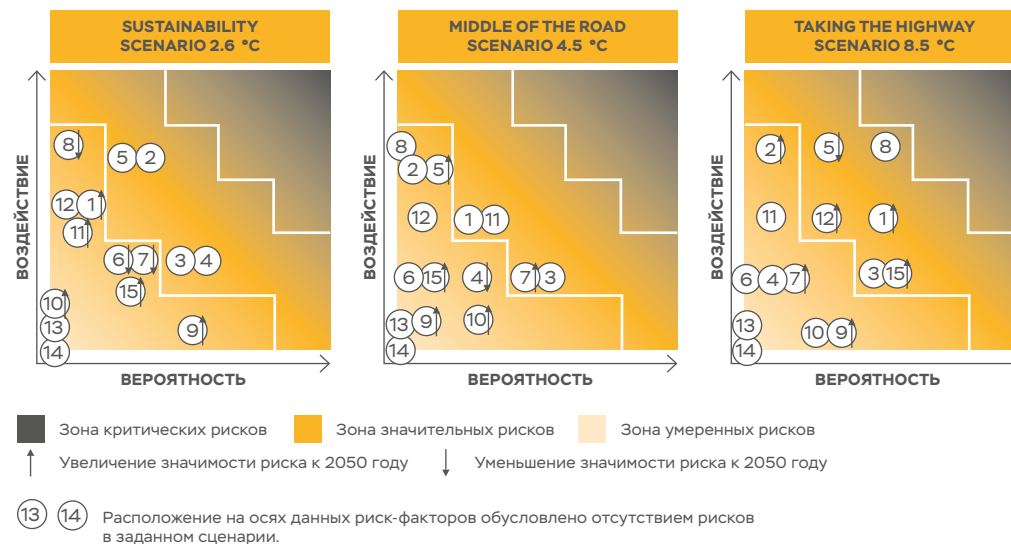 SUSTAINABILITY
SCENARIO 2.6 °C
MIDDLE OF THE ROAD
SCENARIO 4.5 °C
TAKING THE HIGHWAY
SCENARIO 8.5 °C
ВОЗДЕЙСТВИЕ
8
5 2
12 1
11
6 7 3 4
15
10
13
9
14
ВЕРОЯТНОСТЬ
ВОЗДЕЙСТВИЕ
8
2 5
12 1 11
6 15 4 7 3
13 9 10
14
ВЕРОЯТНОСТЬ
ВОЗДЕЙСТВИЕ
2 5 8
11 12 1
6 4 7 3 15
13
10 9
14
ВЕРОЯТНОСТЬ
Зона критических рисков Зона значительных рисков Зона умеренных рисков
Увеличение значимости риска к 2050 году Уменьшение значимости риска к 2050 году
13 14 Расположение на осях данных риск-факторов обусловлено отсутствием рисков
в заданном сценарии.